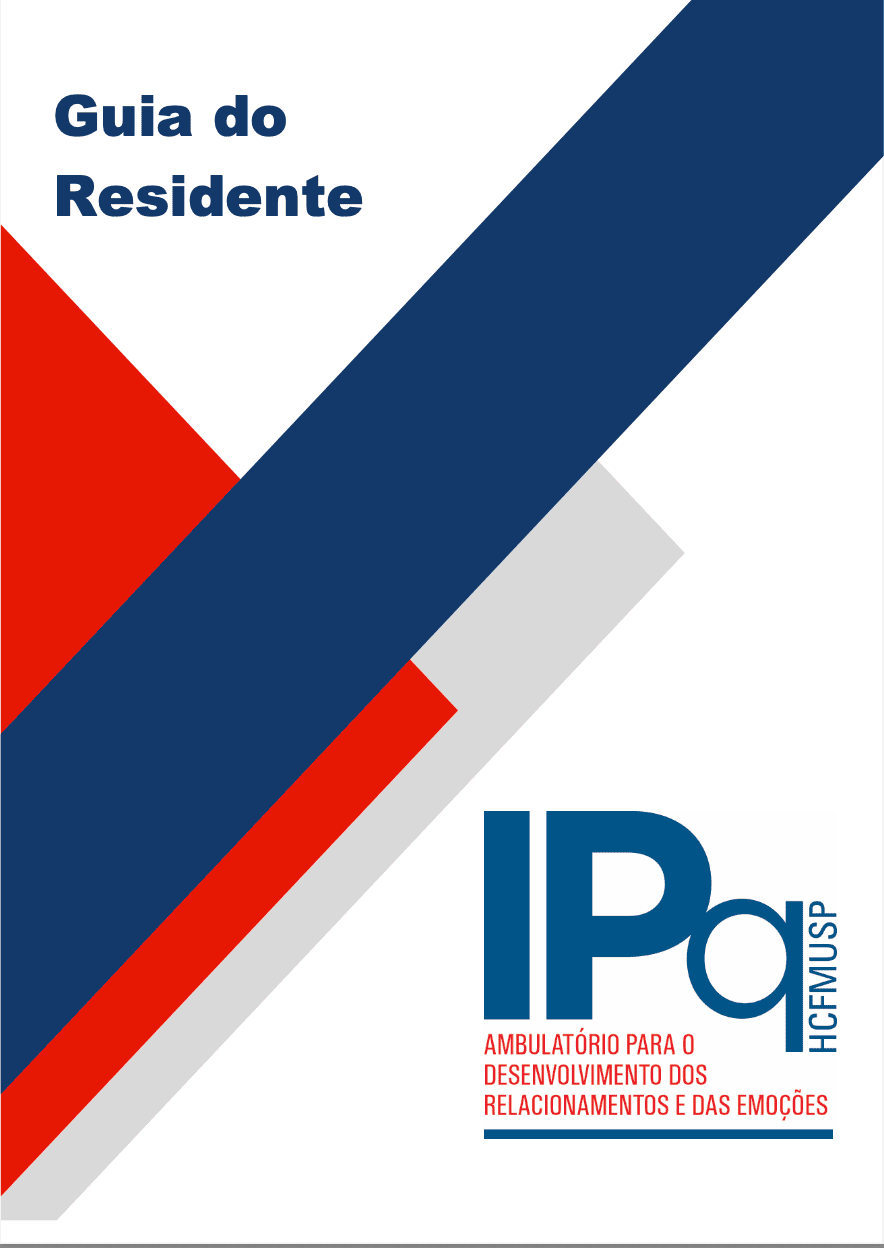 Guia do
Residente
IPq
HCFMUSP
AMBULATÓRIO PARA O
DESENVOLVIMENTO DOS
RELACIONAMENTOS E DAS EMOÇÕES